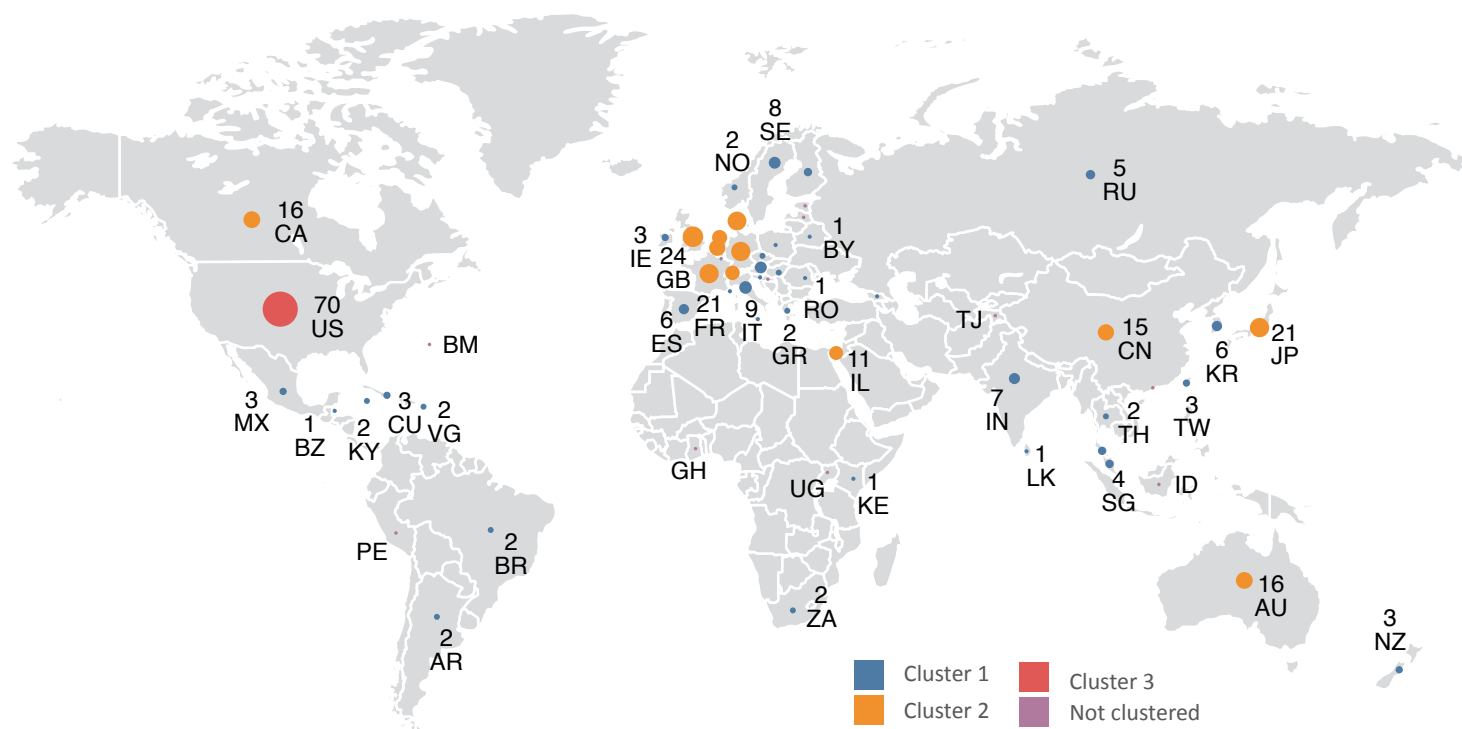 8
SE
2
NO
5
RU
16
CA
3
IE
24
GB
1
BY
70
US
BM
6
ES
21
FR
9
IT
2
GR
1
RO
11
IL
TJ
15
CN
6
KR
21
JP
3
MX
1
BZ
2
KY
3
CU
2
VG
7
IN
1
LK
2
TH
3
TW
4
SG
ID
GH
UG
1
KE
PE
2
BR
2
AR
2
ZA
16
AU
3
NZ
Cluster 1
Cluster 2
Cluster 3
Not clustered